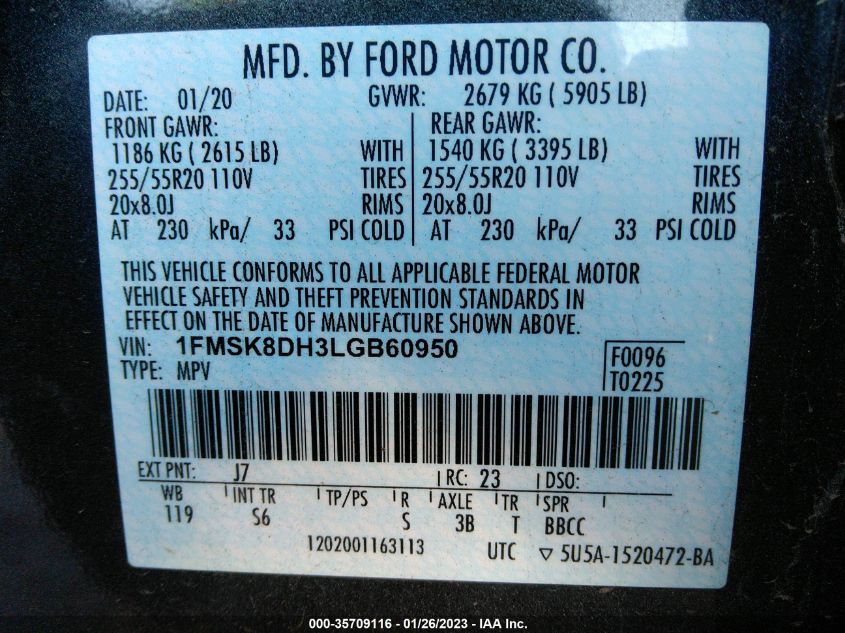 MFD. BY FORD MOTOR CO.
DATE: 01/20 GVWR: 2679 KG ( 5905 LB)
FRONT GAWR: REAR GAWR:
1186 KG ( 2615 LB) WITH 1540 KG ( 3395 LB) WITH
255/55R20 110V TIRES 255/55R20 110V TIRES
20x8.0J RIMS 20x8.0J RIMS
AT 230 kPa/ 33 PSI COLD AT 230 kPa/ 33 PSI COLD
THIS VEHICLE CONFORMS TO ALL APPLICABLE FEDERAL MOTOR
VEHICLE SAFETY AND THEFT PREVENTION STANDARDS IN
EFFECT ON THE DATE OF MANUFACTURE SHOWN ABOVE.
VIN: 1FMSK8DH3LGB60950 F0096
TYPE: MPV T0225
EXT PNT: J7 RC: 23 DSO:
WB INT TR TP/PS R AXLE TR SPR
119 S6 S 3B T BBCC
1202001163113 UTC ▽ 5U5A-1520472-BA
000-35709116 - 01/26/2023 - IAA Inc.